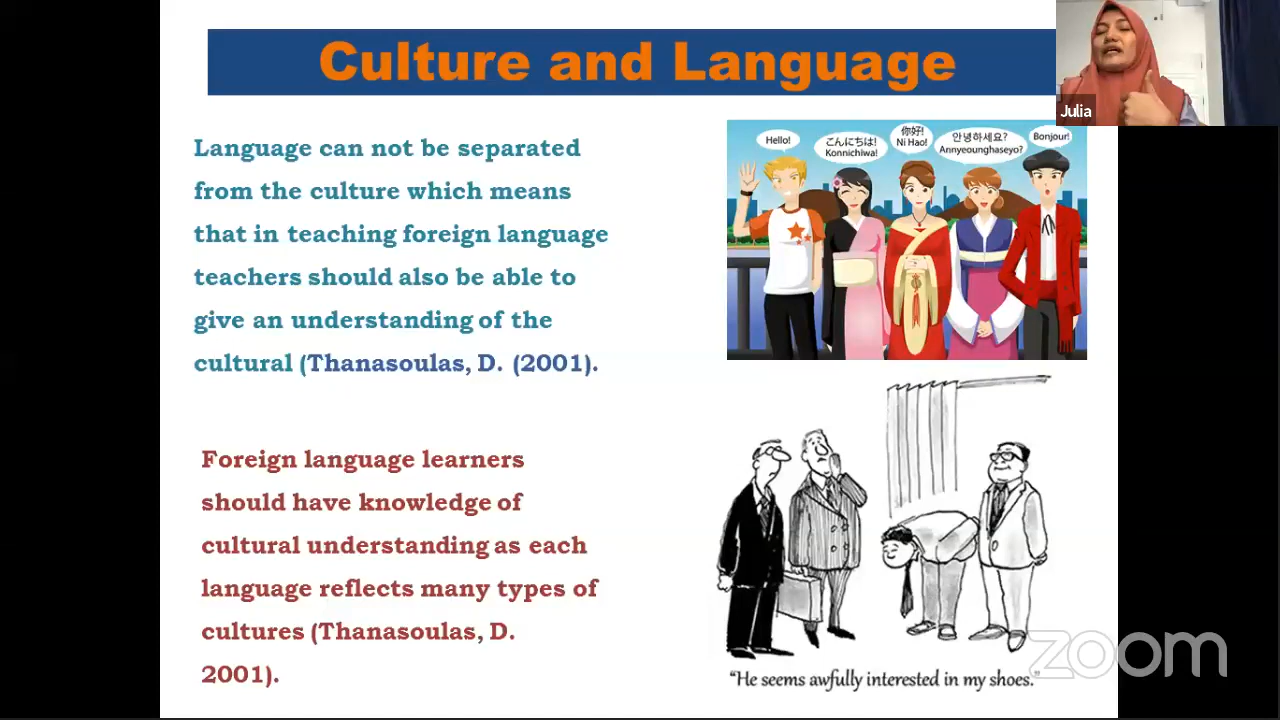 Culture and Language
Julia
Language can not be separated
from the culture which means
that in teaching foreign language
teachers should also be able to
give an understanding of the
cultural (Thanasoulas, D. (2001).
Hello!
こんにちは!
Konnichiwa!
你好!
Ni Hao!
안녕하세요?
Annyeounghaseyo?
Bonjour!
Foreign language learners
should have knowledge of
cultural understanding as each
language reflects many types of
cultures (Thanasoulas, D.
2001).
"He seems awfully interested in my shoes."
zoom